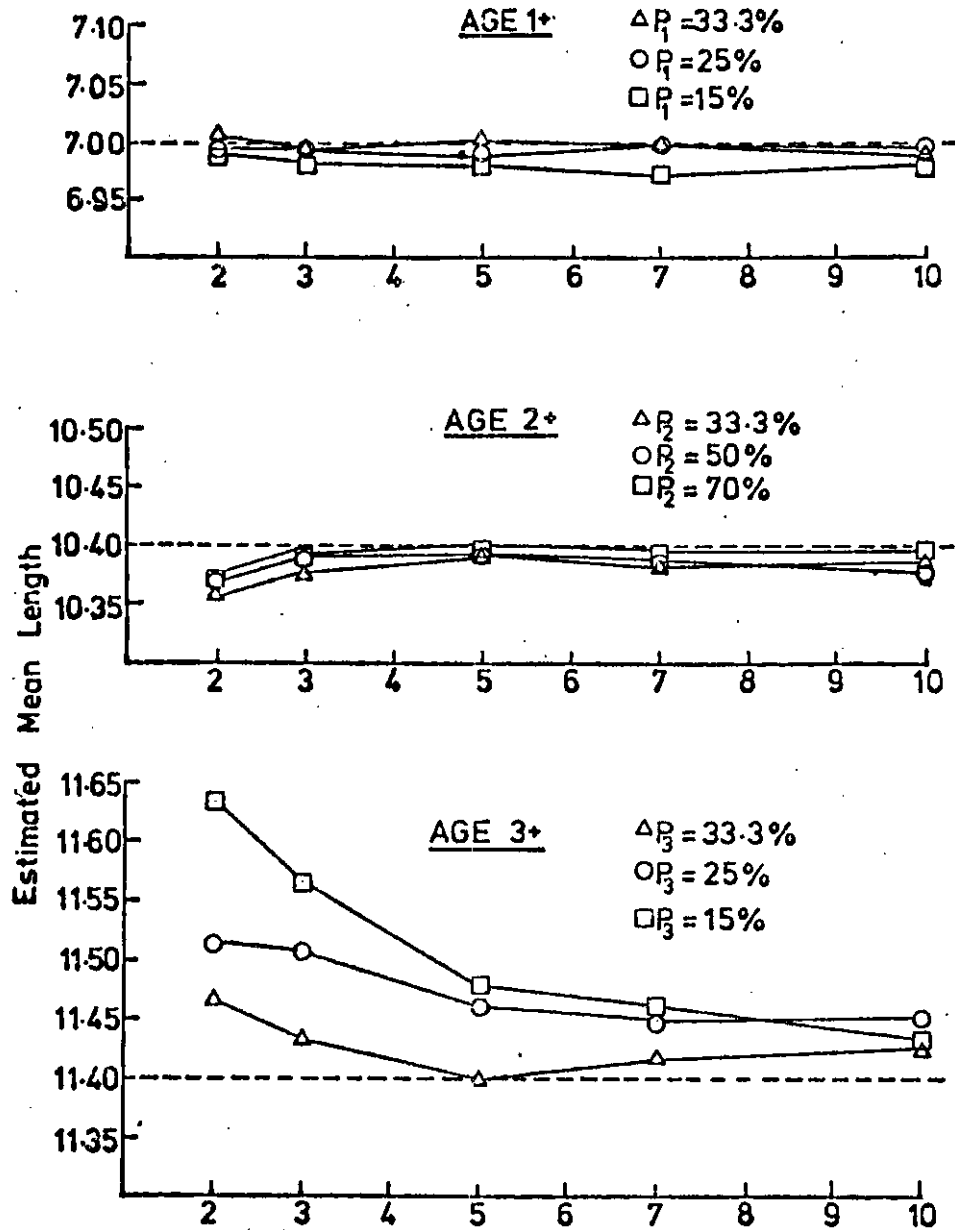 AGE 1+
△ P1 = 33·3%
○ P1 = 25%
□ P1 = 15%
7·10
7·05
7·00
6·95
2 3 4 5 6 7 8 9 10
AGE 2+
△ P2 = 33·3%
○ P2 = 50%
□ P2 = 70%
10·50
10·45
10·40
10·35
2 3 4 5 6 7 8 9 10
Estimated Mean Length
AGE 3+
△ P3 = 33·3%
○ P3 = 25%
□ P3 = 15%
11·65
11·60
11·55
11·50
11·45
11·40
11·35
2 3 4 5 6 7 8 9 10